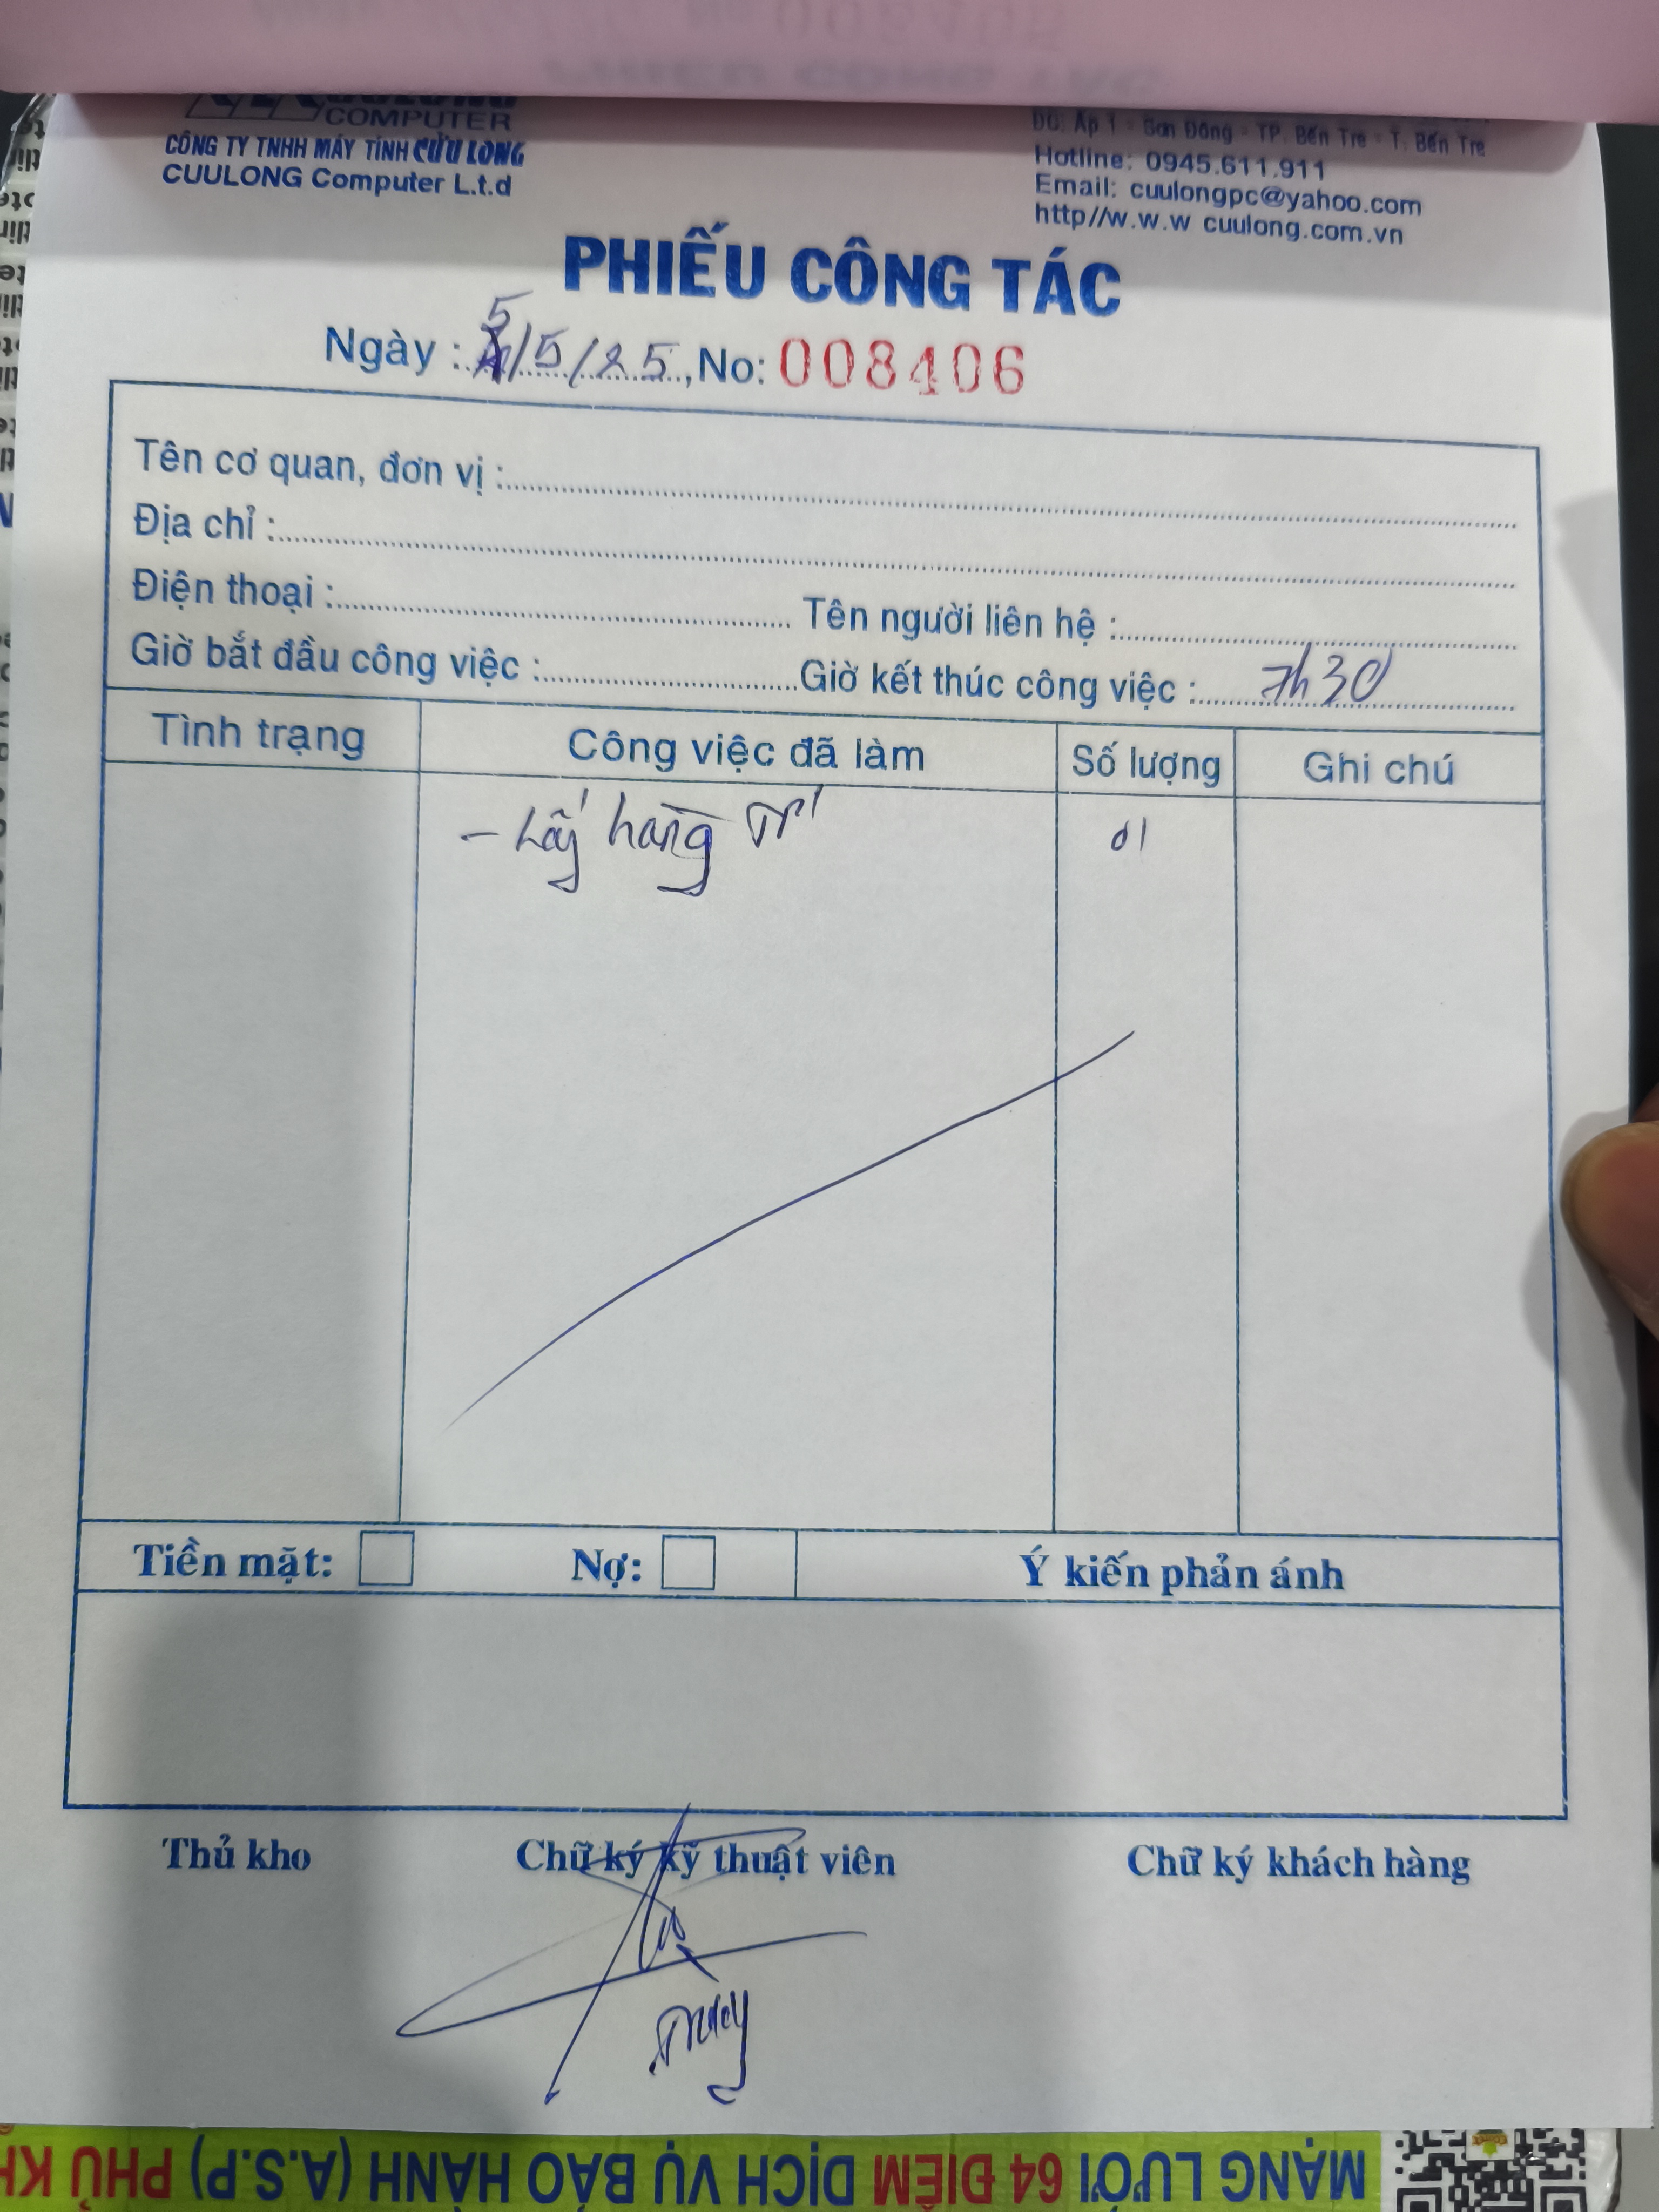 CUULONG
COMPUTER
CÔNG TY TNHH MÁY TÍNH CỬU LONG
CUULONG Computer L.t.d
ĐC: Ấp 1 - Sơn Đông - TP. Bến Tre - T. Bến Tre
Hotline: 0945.611.911
Email: cuulongpc@yahoo.com
http//w.w.w cuulong.com.vn
PHIẾU CÔNG TÁC
Ngày : 5/5/25, No: 008406
Tên cơ quan, đơn vị :
Địa chỉ :
Điện thoại : Tên người liên hệ :
Giờ bắt đầu công việc : Giờ kết thúc công việc : 7h30
Tình trạng Công việc đã làm Số lượng Ghi chú
- Lấy hàng Trí 01
Tiền mặt: Nợ: Ý kiến phản ánh
Thủ kho Chữ ký kỹ thuật viên Chữ ký khách hàng
MẠNG LƯỚI 64 ĐIỂM DỊCH VỤ BẢO HÀNH (A.S.P) PHỦ